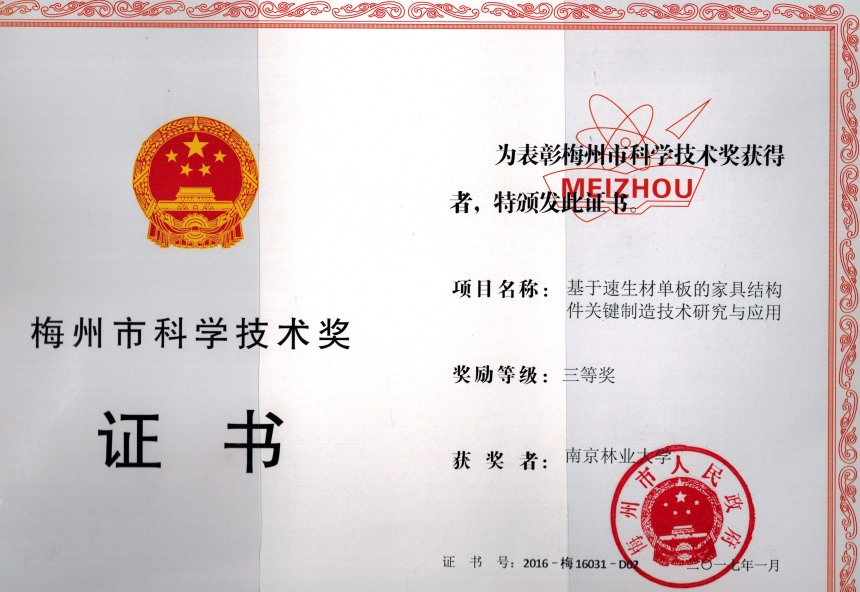 梅州市科学技术奖
证 书
MEIZHOU
为表彰梅州市科学技术奖获得
者，特颁发此证书。
项目名称：基于速生材单板的家具结构
件关键制造技术研究与应用
奖励等级：三等奖
获 奖 者：南京林业大学
梅州市人民政府
证 书 号：2016-梅16031-D02
二〇一七年一月